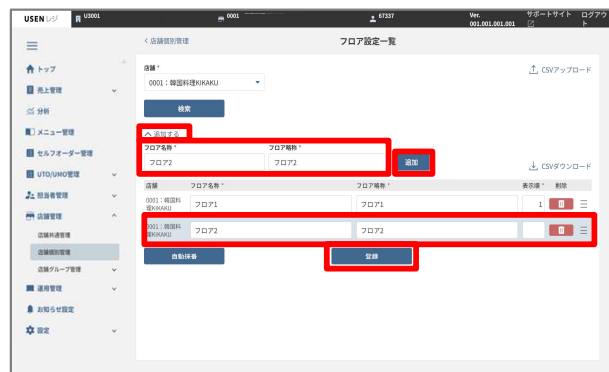 USEN レジ U3001 0001 67337 Ver. 001.001.001.001 サポートサイト ログアウト
トップ
売上管理
分析
メニュー管理
セルフオーダー管理
UTO/UMO管理
担当者管理
店舗管理
店舗共通管理
店舗個別管理
店舗グループ管理
運用管理
お知らせ設定
設定
< 店舗個別管理 フロア設定一覧
店舗 *
CSVアップロード
0001：韓国料理KIKAKU
検索
追加する
フロア名称 * フロア略称 *
フロア2 フロア2 追加
CSVダウンロード
店舗 フロア名称 * フロア略称 * 表示順 * 削除
0001：韓国料理KIKAKU フロア1 フロア1 1
0001：韓国料理KIKAKU フロア2 フロア2
自動採番 登録